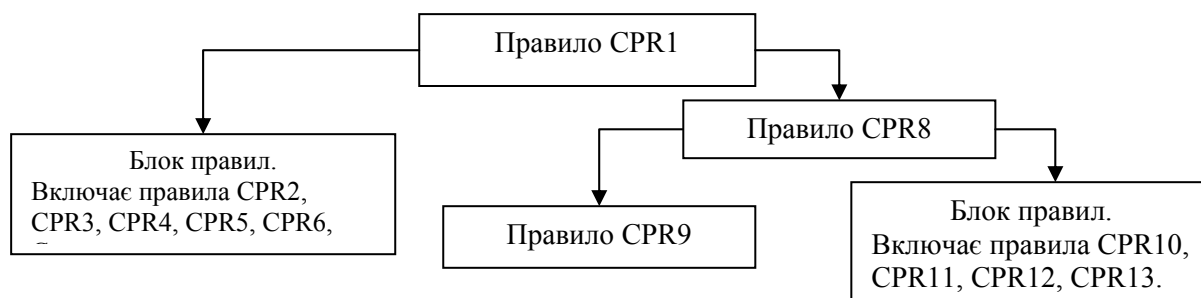 Правило CPR1
Правило CPR8
Блок правил.
Включає правила CPR2,
CPR3, CPR4, CPR5, CPR6,
Правило CPR9
Блок правил.
Включає правила CPR10,
CPR11, CPR12, CPR13.